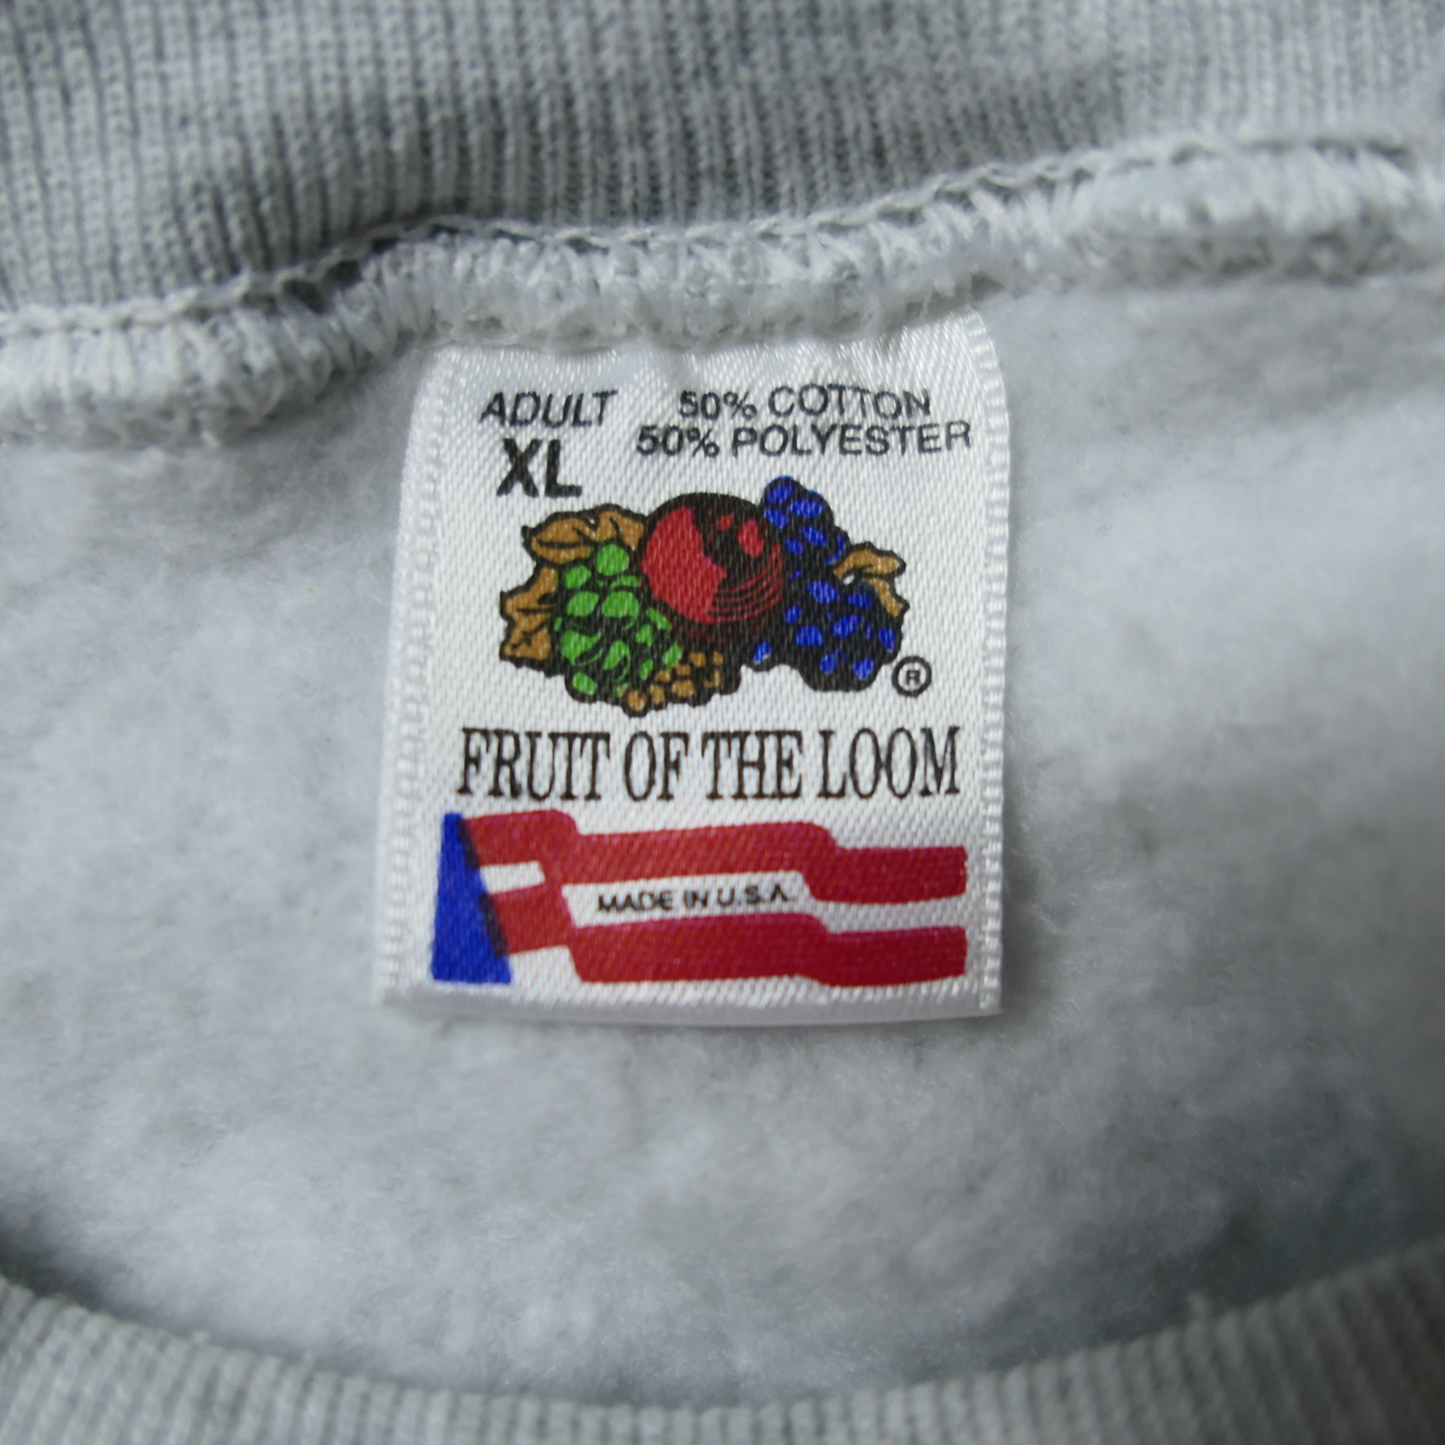 ADULT
XL
50% COTTON
50% POLYESTER
®
FRUIT OF THE LOOM
MADE IN U.S.A.